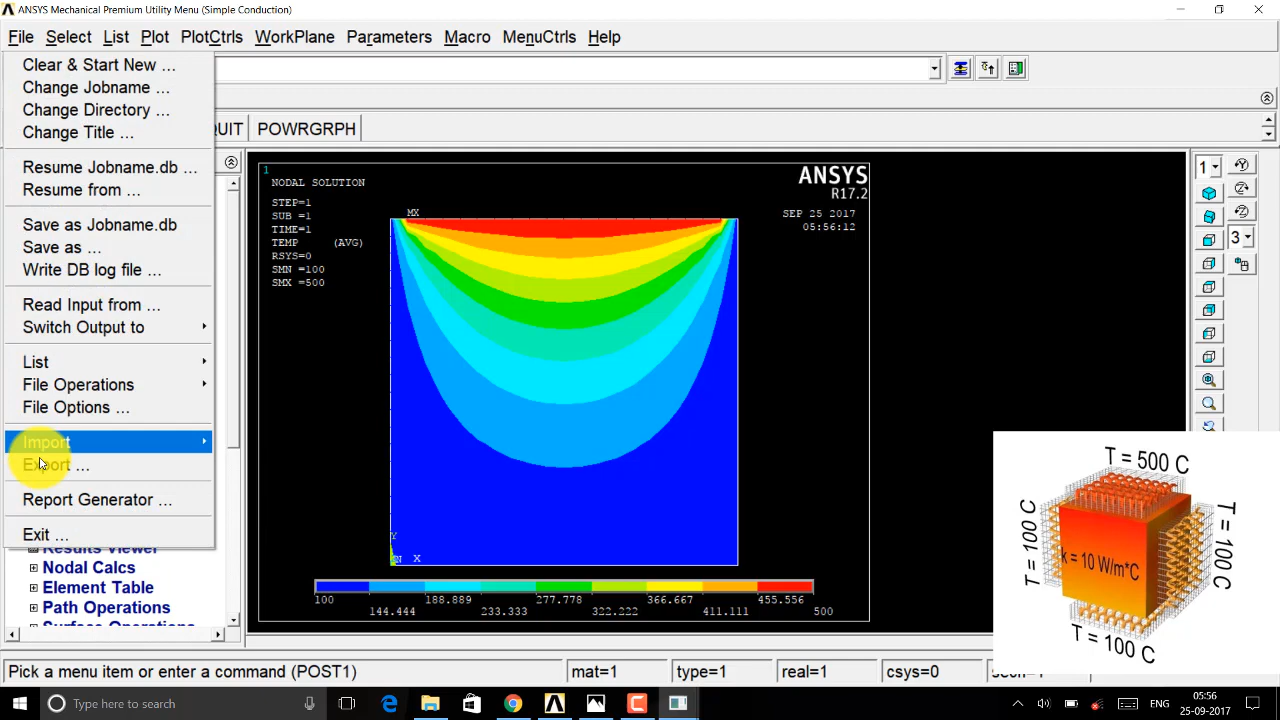 ANSYS Mechanical Premium Utility Menu (Simple Conduction)
File Select List Plot PlotCtrls WorkPlane Parameters Macro MenuCtrls Help
Clear & Start New ...
Change Jobname ...
Change Directory ...
Change Title ...
Resume Jobname.db ...
Resume from ...
Save as Jobname.db
Save as ...
Write DB log file ...
Read Input from ...
Switch Output to
List
File Operations
File Options ...
Import
Export ...
Report Generator ...
Exit ...
QUIT POWRGRPH
Results Viewer
Nodal Calcs
Element Table
Path Operations
Surface Operations
1
NODAL SOLUTION
STEP=1
SUB =1
TIME=1
TEMP (AVG)
RSYS=0
SMN =100
SMX =500
ANSYS
R17.2
SEP 25 2017
05:56:12
MX
Y
X
100 188.889 277.778 366.667 455.556
144.444 233.333 322.222 411.111 500
1
3
T = 500 C
T = 100 C
T = 100 C
k = 10 W/m*C
T = 100 C
Pick a menu item or enter a command (POST1) mat=1 type=1 real=1 csys=0
Type here to search
ENG
05:56
25-09-2017